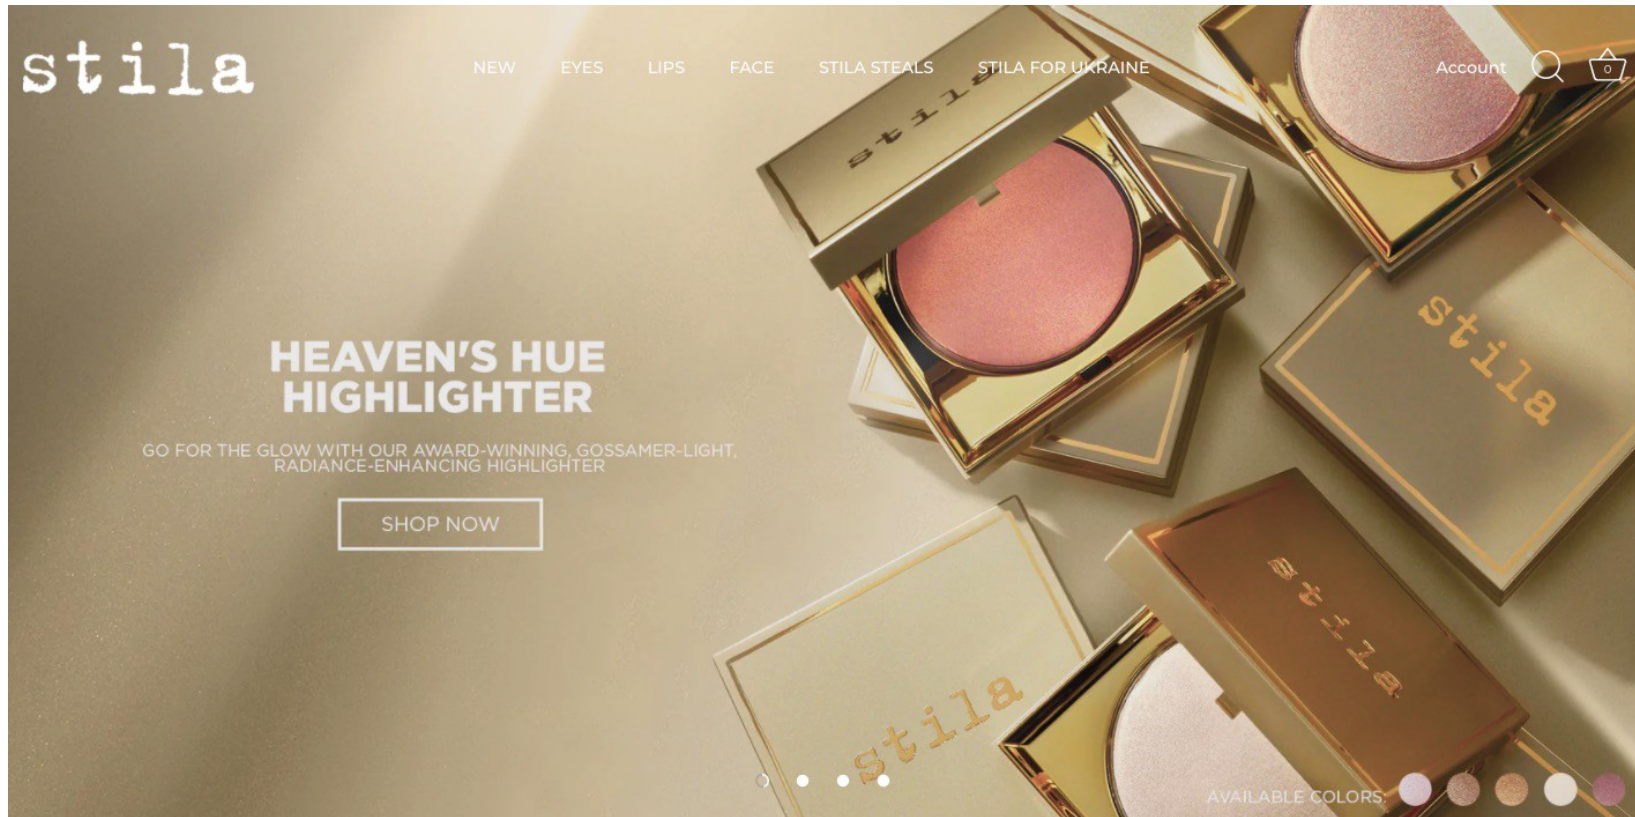 stila
NEW EYES LIPS FACE STILA STEALS STILA FOR UKRAINE
Account
0
stila
stila
HEAVEN'S HUE
HIGHLIGHTER
GO FOR THE GLOW WITH OUR AWARD-WINNING, GOSSAMER-LIGHT,
RADIANCE-ENHANCING HIGHLIGHTER
SHOP NOW
stila
stila
AVAILABLE COLORS: